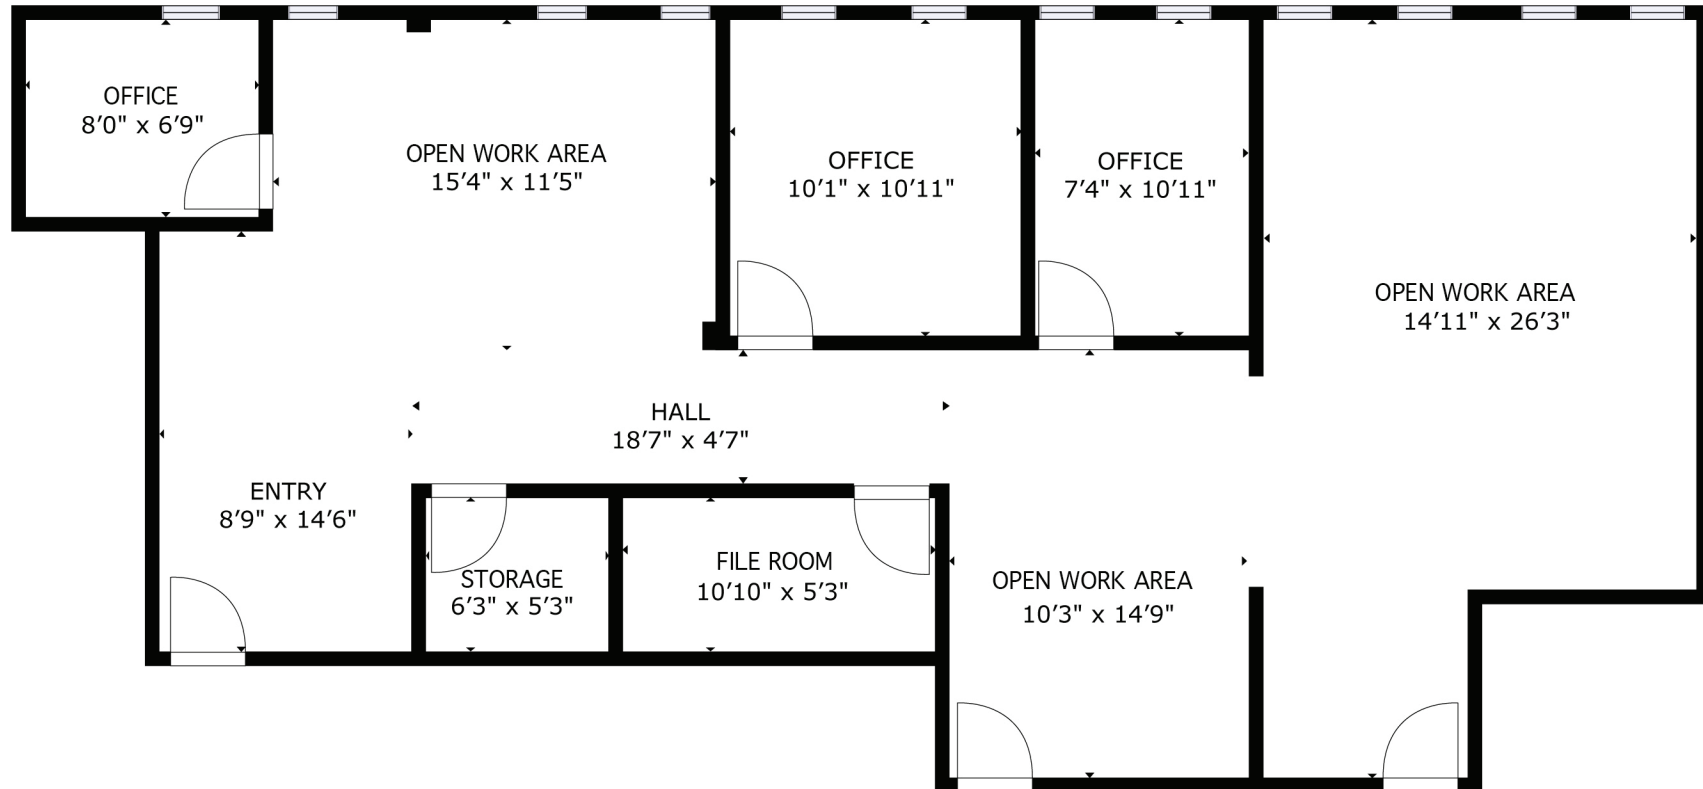 OFFICE
8'0" x 6'9"
OPEN WORK AREA
15'4" x 11'5"
OFFICE
10'1" x 10'11"
OFFICE
7'4" x 10'11"
OPEN WORK AREA
14'11" x 26'3"
HALL
18'7" x 4'7"
ENTRY
8'9" x 14'6"
STORAGE
6'3" x 5'3"
FILE ROOM
10'10" x 5'3"
OPEN WORK AREA
10'3" x 14'9"